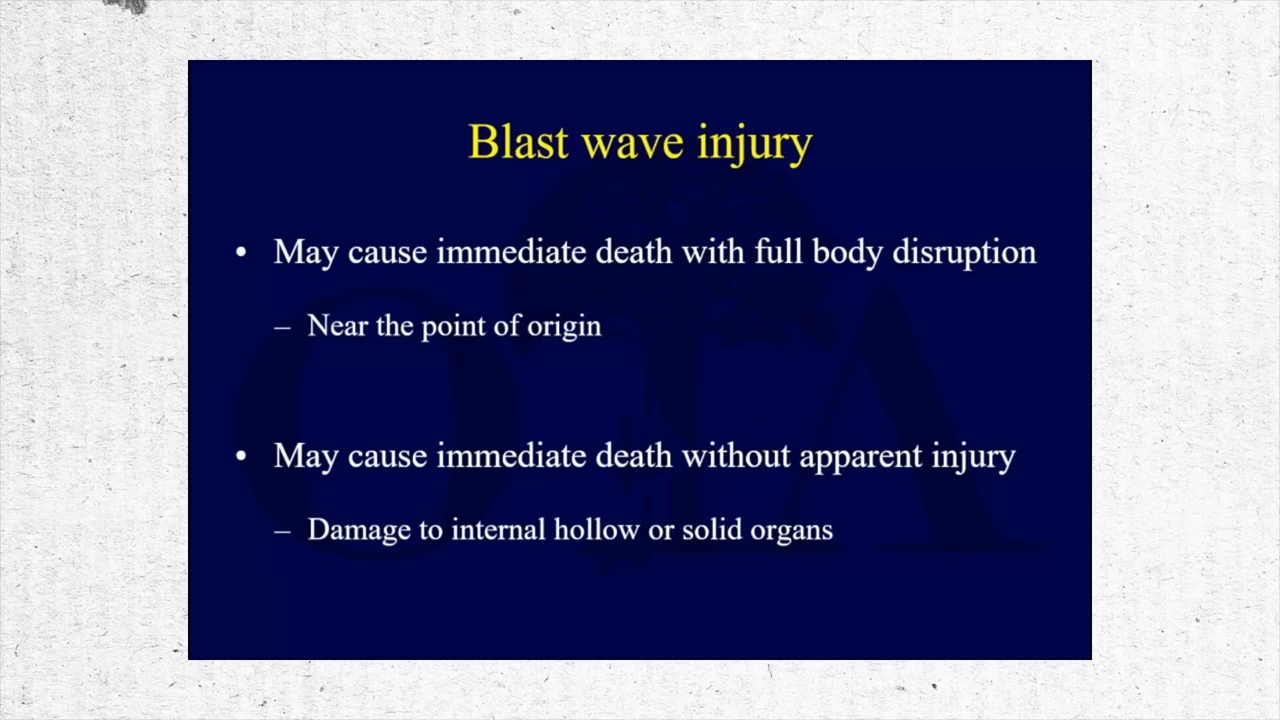 Blast wave injury
• May cause immediate death with full body disruption
– Near the point of origin
• May cause immediate death without apparent injury
– Damage to internal hollow or solid organs
OTA